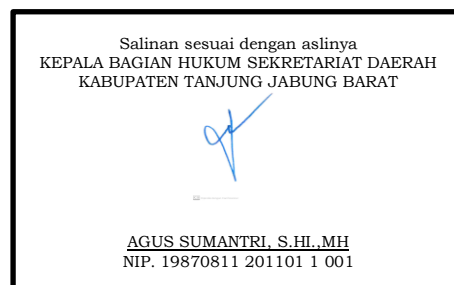 Salinan sesuai dengan aslinya
KEPALA BAGIAN HUKUM SEKRETARIAT DAERAH
KABUPATEN TANJUNG JABUNG BARAT
AGUS SUMANTRI, S.HI.,MH
NIP. 19870811 201101 1 001